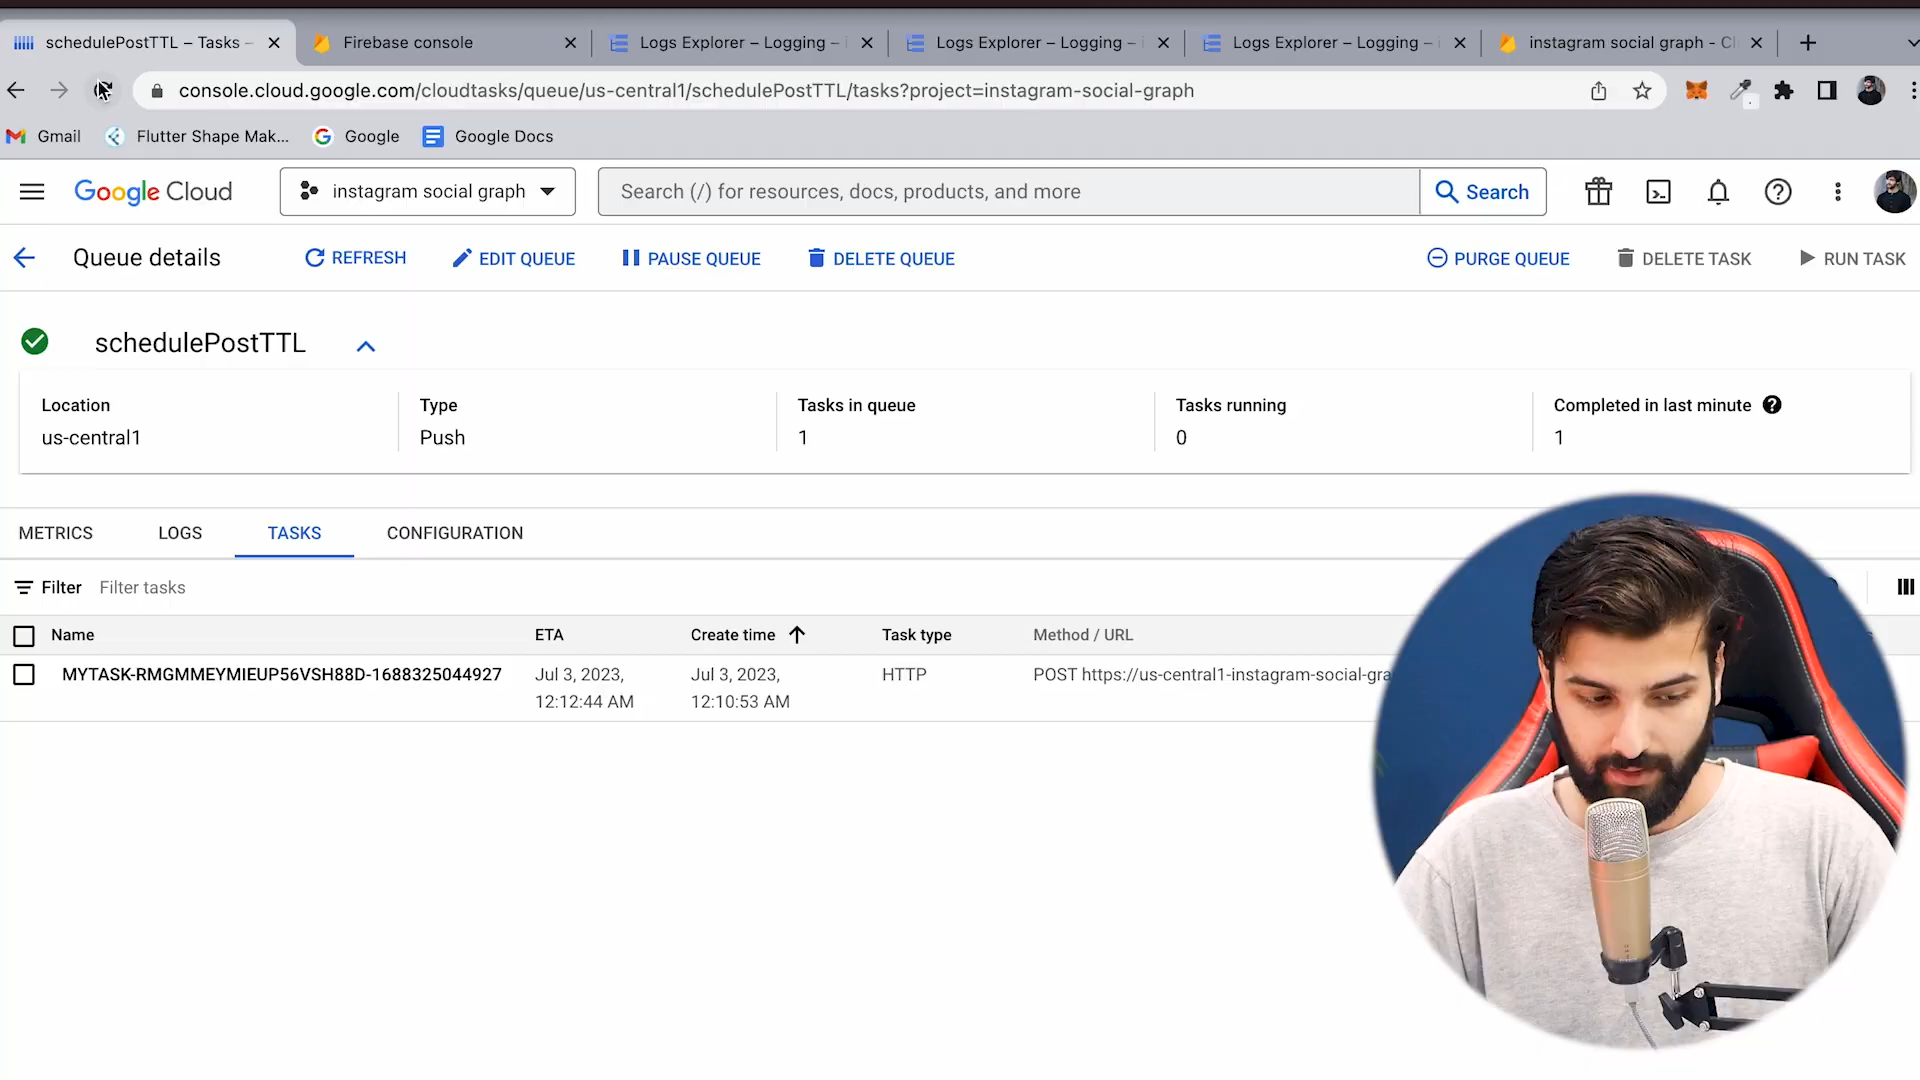 schedulePostTTL – Tasks –
Firebase console
Logs Explorer – Logging –
Logs Explorer – Logging –
Logs Explorer – Logging –
instagram social graph -
console.cloud.google.com/cloudtasks/queue/us-central1/schedulePostTTL/tasks?project=instagram-social-graph
Gmail
Flutter Shape Mak...
Google
Google Docs
Google Cloud
instagram social graph
Search (/) for resources, docs, products, and more
Search
Queue details
REFRESH
EDIT QUEUE
PAUSE QUEUE
DELETE QUEUE
PURGE QUEUE
DELETE TASK
RUN TASK
schedulePostTTL
Location
us-central1
Type
Push
Tasks in queue
1
Tasks running
0
Completed in last minute
1
METRICS
LOGS
TASKS
CONFIGURATION
Filter
Filter tasks
Name
ETA
Create time
Task type
Method / URL
MYTASK-RMGMMEYMIEUP56VSH88D-1688325044927
Jul 3, 2023,
12:12:44 AM
Jul 3, 2023,
12:10:53 AM
HTTP
POST https://us-central1-instagram-social-gra